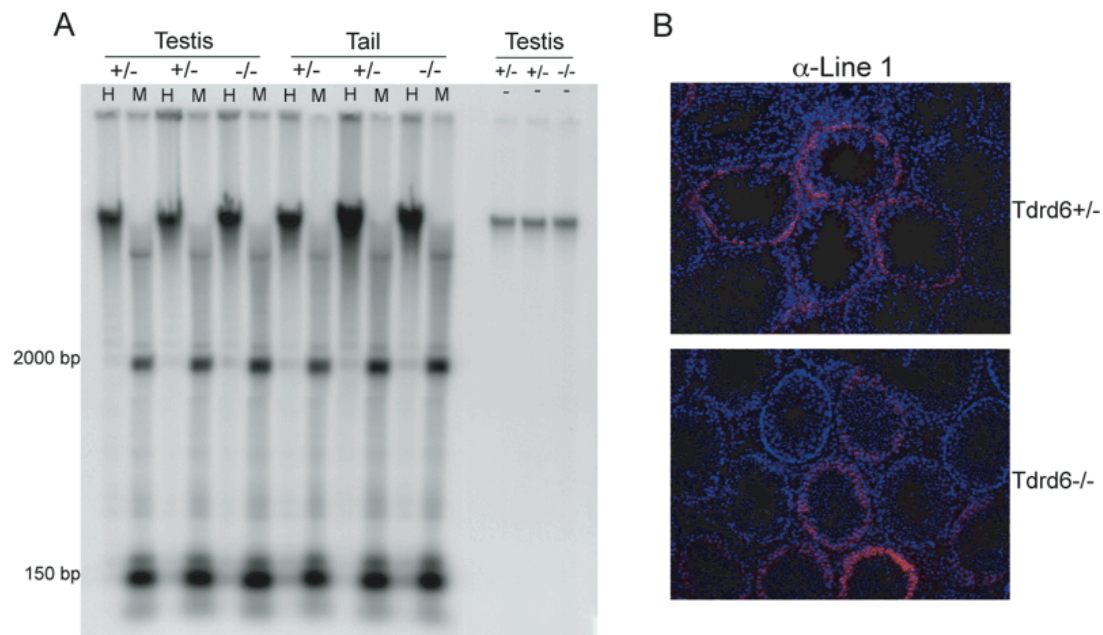 A
Testis Tail Testis
+/- +/- -/- +/- +/- -/- +/- +/- -/-
H M H M H M H M H M H M - - -
2000 bp
150 bp
B
α-Line 1
Tdrd6+/-
Tdrd6-/-